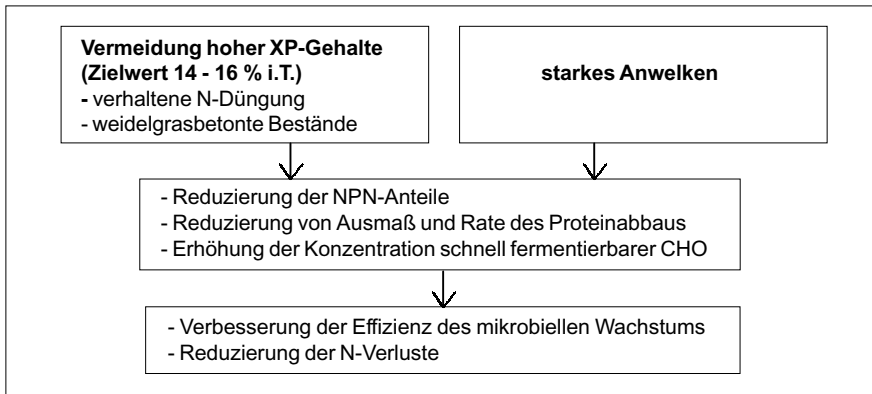 Vermeidung hoher XP-Gehalte
(Zielwert 14 - 16 % i.T.)
- verhaltene N-Düngung
- weidelgrasbetonte Bestände
starkes Anwelken
- Reduzierung der NPN-Anteile
- Reduzierung von Ausmaß und Rate des Proteinabbaus
- Erhöhung der Konzentration schnell fermentierbarer CHO
- Verbesserung der Effizienz des mikrobiellen Wachstums
- Reduzierung der N-Verluste